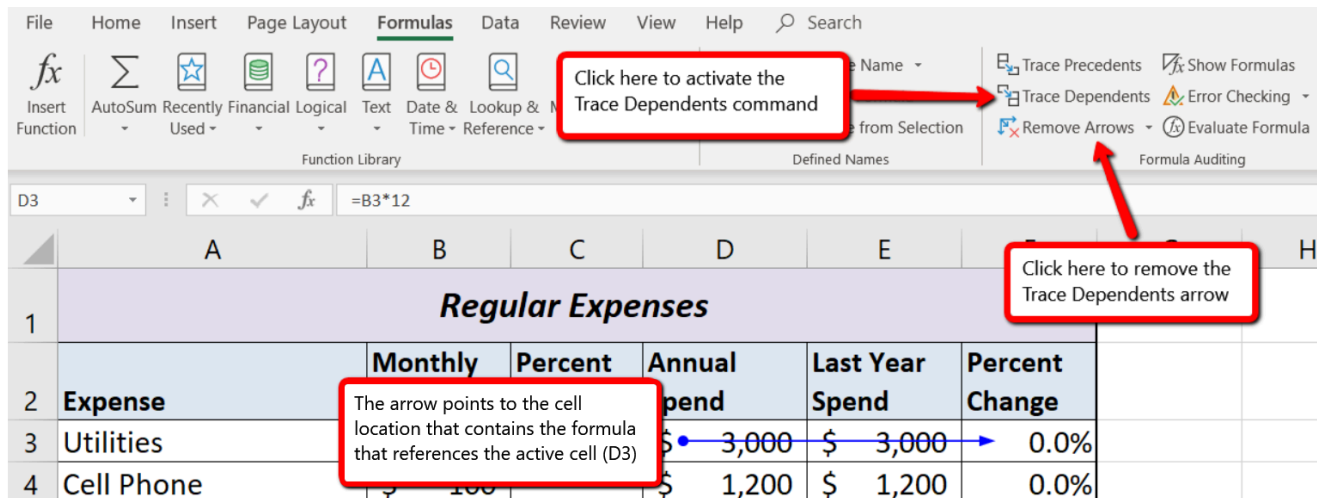 File Home Insert Page Layout Formulas Data Review View Help Search
Click here to activate the
Trace Dependents command
Name
from Selection
Trace Precedents Show Formulas
Trace Dependents Error Checking
Remove Arrows Evaluate Formula
Insert AutoSum Recently Financial Logical Text Date & Lookup &
Function Used Time Reference
Function Library Defined Names Formula Auditing
D3 fx =B3*12
A B C D E H
Click here to remove the
Trace Dependents arrow
1 Regular Expenses
Monthly Percent Annual Last Year Percent
2 Expense Spend Change
The arrow points to the cell
location that contains the formula
that references the active cell (D3)
3 Utilities $ 3,000 $ 3,000 0.0%
4 Cell Phone $ 100 $ 1,200 $ 1,200 0.0%